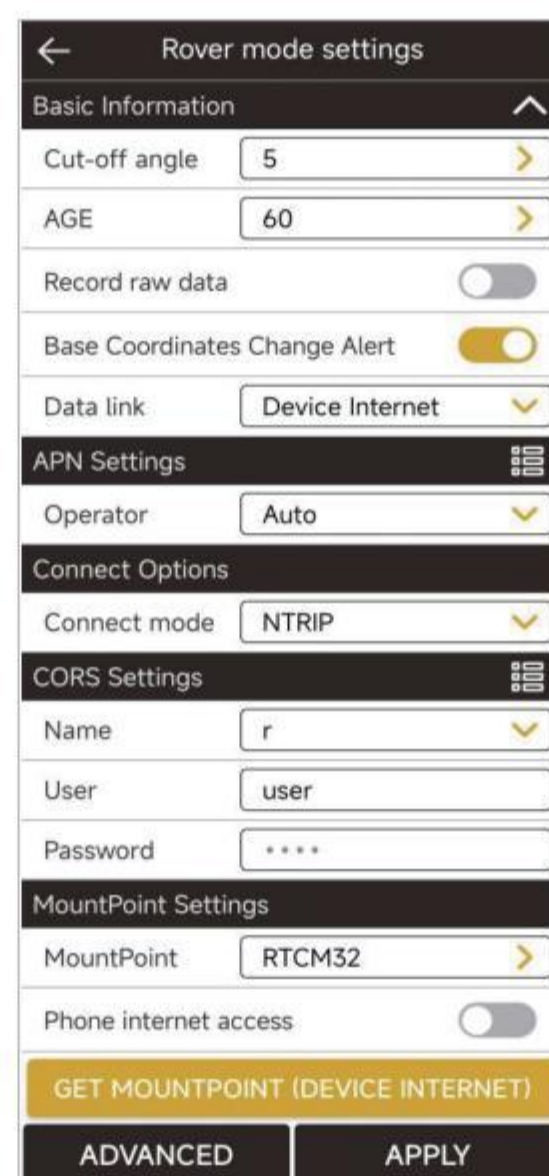 Rover mode settings
Basic Information
Cut-off angle 5
AGE 60
Record raw data
Base Coordinates Change Alert
Data link Device Internet
APN Settings
Operator Auto
Connect Options
Connect mode NTRIP
CORS Settings
Name r
User user
Password ****
MountPoint Settings
MountPoint RTCM32
Phone internet access
GET MOUNTPOINT (DEVICE INTERNET)
ADVANCED APPLY